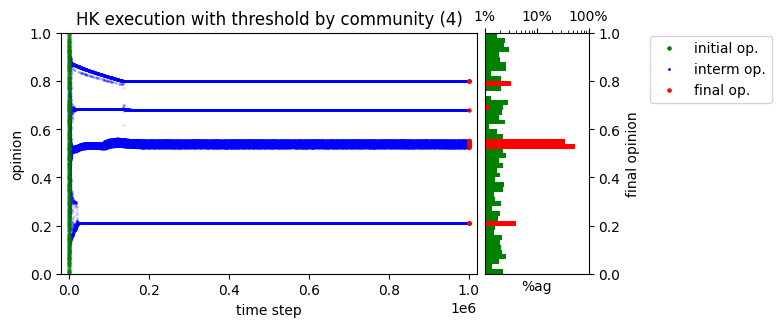 HK execution with threshold by community (4)
1% 10% 100%
1.0 1.0
0.8 0.8
0.6 0.6
0.4 0.4
0.2 0.2
0.0 0.0
opinion
final opinion
0.0 0.2 0.4 0.6 0.8 1.0
1e6
time step
%ag
initial op.
interm op.
final op.